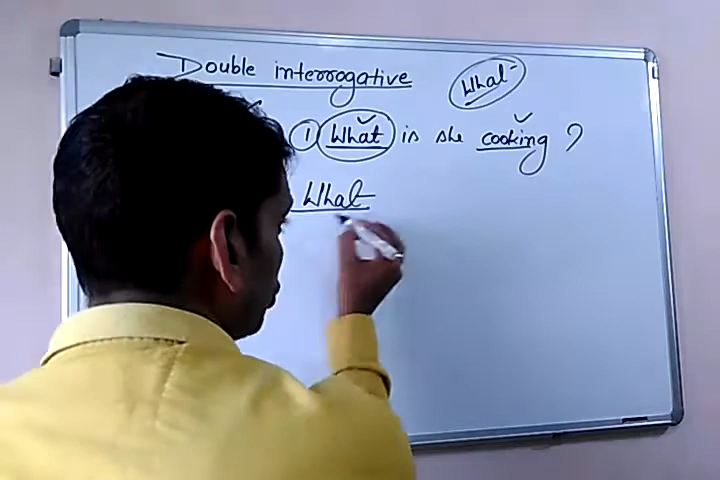 Double interrogative What
① What is she cooking ?
What